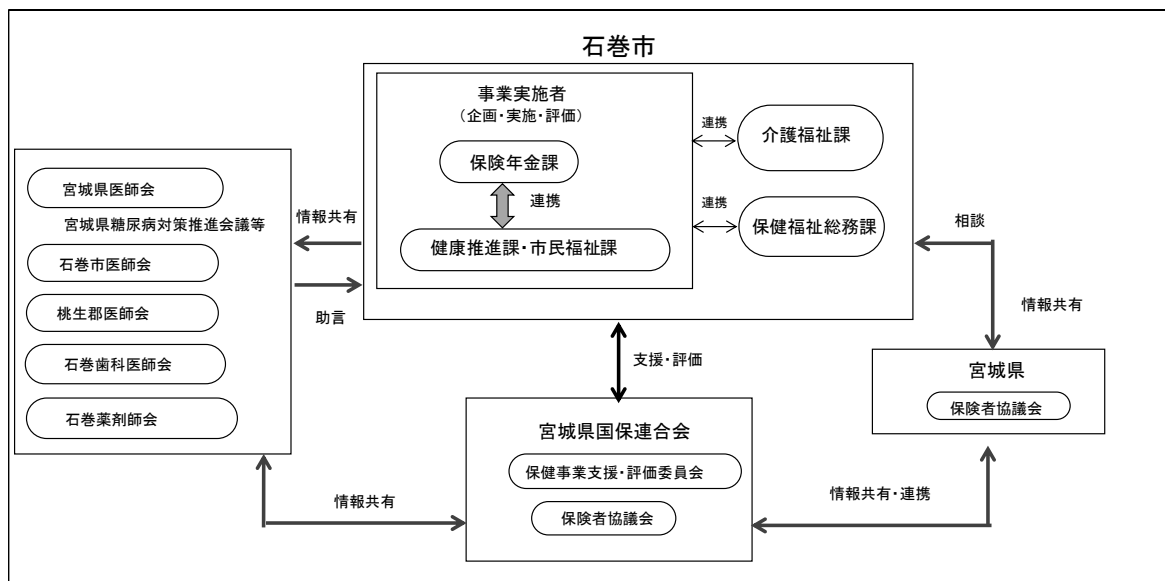 石巻市
事業実施者
(企画・実施・評価)
保険年金課
連携
健康推進課・市民福祉課
連携
介護福祉課
連携
保健福祉総務課
宮城県医師会
宮城県糖尿病対策推進会議等
石巻市医師会
桃生郡医師会
石巻歯科医師会
石巻薬剤師会
情報共有
助言
相談
情報共有
支援・評価
宮城県
保険者協議会
宮城県国保連合会
保健事業支援・評価委員会
保険者協議会
情報共有
情報共有・連携